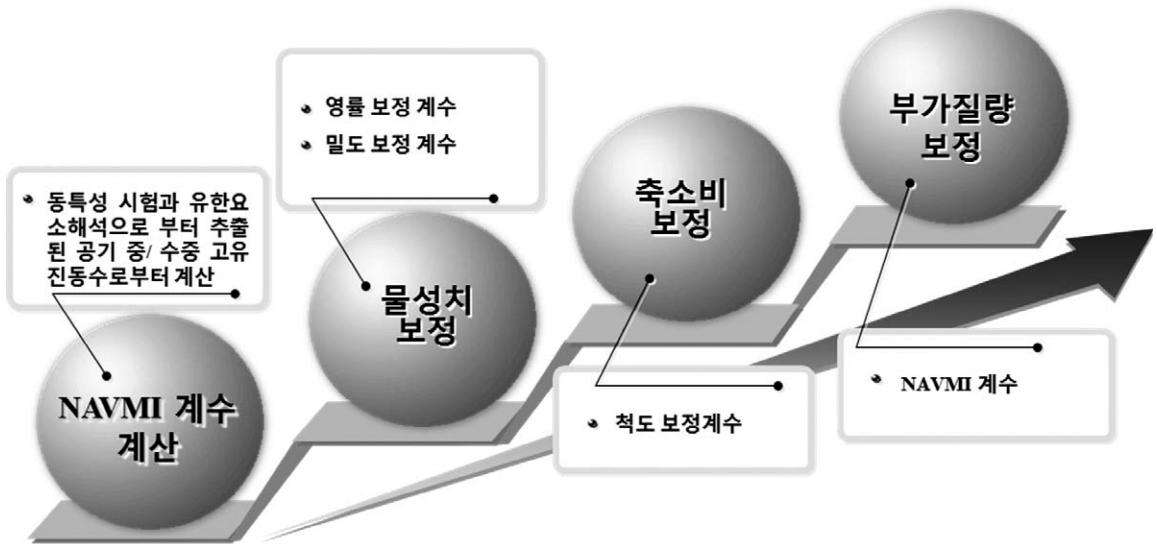 동특성 시험과 유한요
소해석으로 부터 추출
된 공기 중/ 수중 고유
진동수로부터 계산
NAVMI 계수
계산
영률 보정 계수
밀도 보정 계수
물성치
보정
축소비
보정
척도 보정계수
부가질량
보정
NAVMI 계수